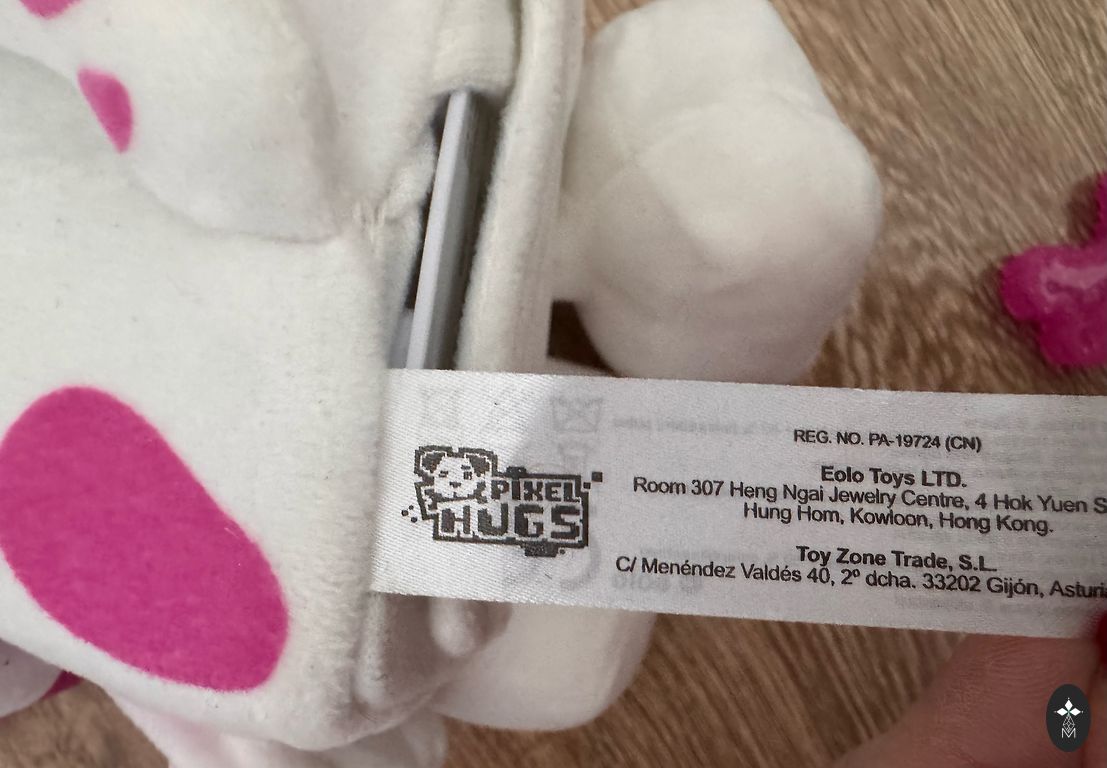 PIXEL
HUGS
REG. NO. PA-19724 (CN)
Eolo Toys LTD.
Room 307 Heng Ngai Jewelry Centre, 4 Hok Yuen S
Hung Hom, Kowloon, Hong Kong.
Toy Zone Trade, S.L.
C/ Menéndez Valdés 40, 2º dcha. 33202 Gijón, Asturi
M